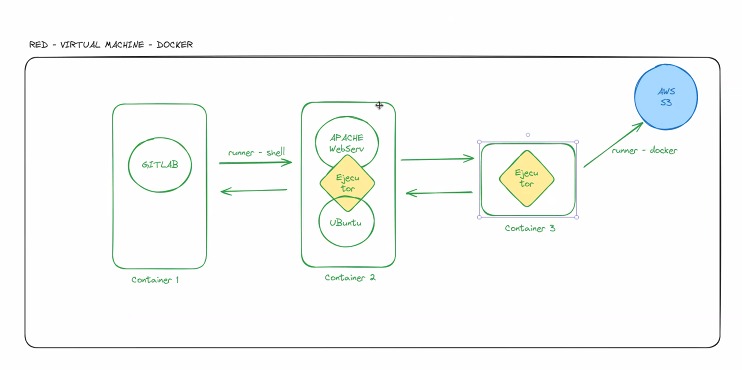 RED - VIRTUAL MACHINE - DOCKER
AWS
S3
APACHE
WebServ
GITLAB
runner - shell
runner - docker
Ejecu
tor
Ejecu
tor
UBuntu
Container 3
Container 1
Container 2